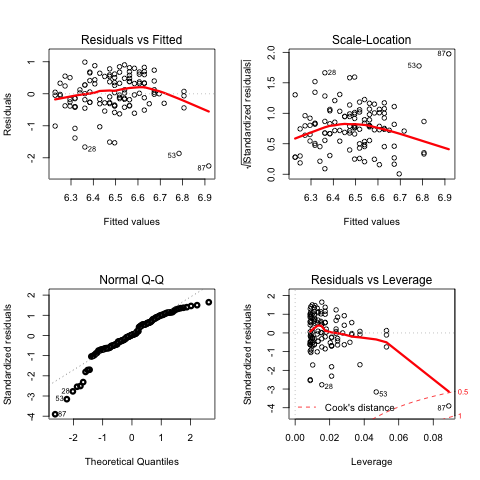 Residuals vs Fitted
Residuals
1
0
-1
-2
28
53
87
6.3 6.4 6.5 6.6 6.7 6.8 6.9
Fitted values
Scale-Location
√|Standardized residuals|
2.0
1.5
1.0
0.5
0.0
28
53
87
6.3 6.4 6.5 6.6 6.7 6.8 6.9
Fitted values
Normal Q-Q
Standardized residuals
2
1
0
-1
-2
-3
-4
28
53
87
-2 -1 0 1 2
Theoretical Quantiles
Residuals vs Leverage
Standardized residuals
2
1
0
-1
-2
-3
-4
28
53
87
0.5
1
Cook's distance
0.00 0.02 0.04 0.06 0.08
Leverage